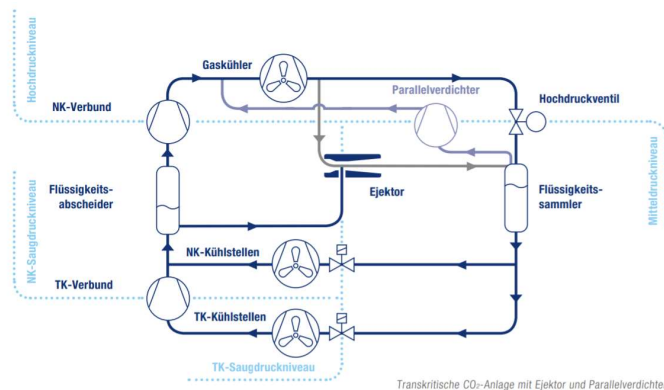 Hochdruckniveau
Gaskühler
Parallelverdichter
NK-Verbund
Hochdruckventil
Mitteldruckniveau
NK-Saugdruckniveau
Flüssigkeits-
abscheider
Ejektor
Flüssigkeits-
sammler
NK-Kühlstellen
TK-Verbund
TK-Kühlstellen
TK-Saugdruckniveau
Transkritische CO₂-Anlage mit Ejektor und Parallelverdichte